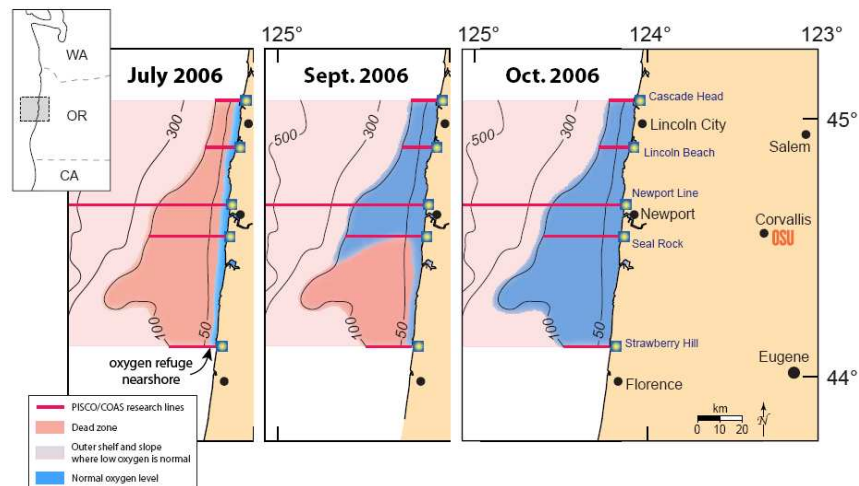 125°
125°
124°
123°
WA
OR
CA
July 2006
Sept. 2006
Oct. 2006
300
100
50
500
300
100
50
500
300
100
50
Cascade Head
Lincoln City
Lincoln Beach
Newport Line
Newport
Seal Rock
Strawberry Hill
Florence
Salem
Corvallis
OSU
Eugene
45°
44°
oxygen refuge
nearshore
km
0 10 20
N
PISCO/COAS research lines
Dead zone
Outer shelf and slope
where low oxygen is normal
Normal oxygen level